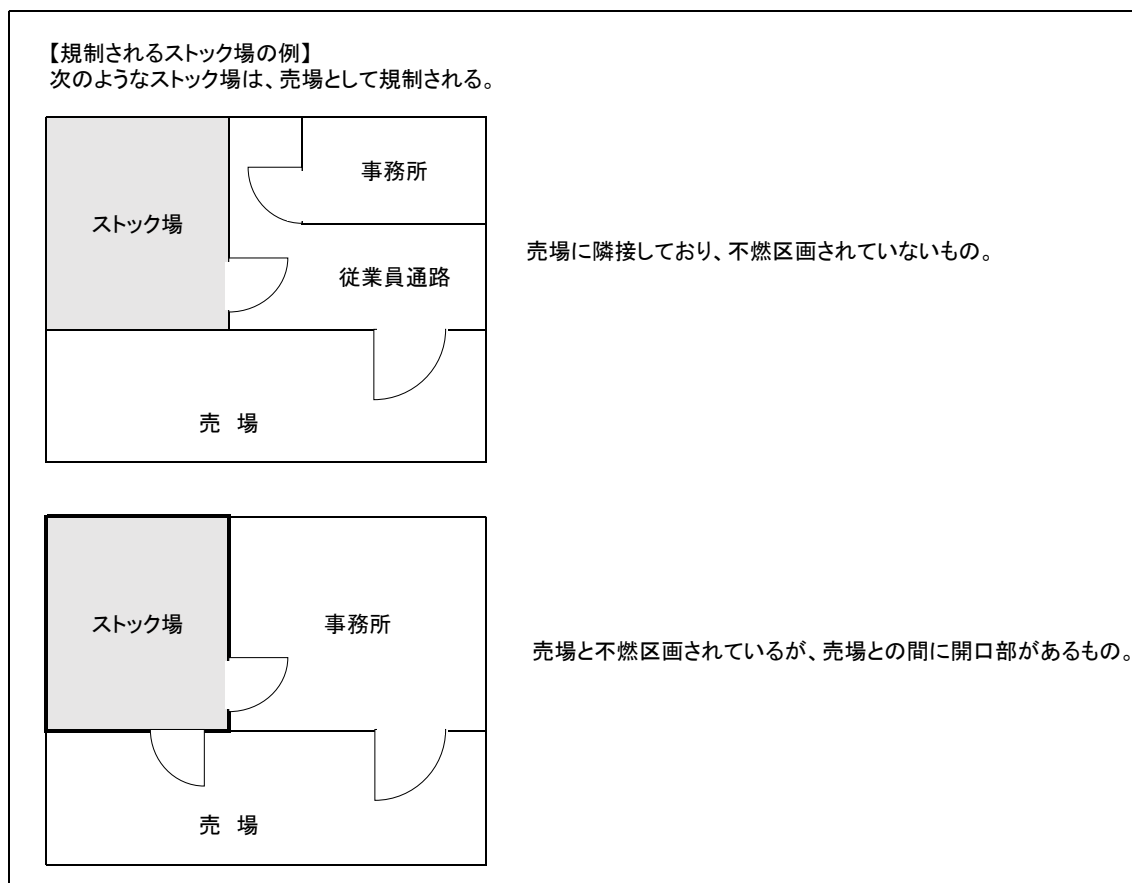 【規制されるストック場の例】
次のようなストック場は、売場として規制される。
事務所
ストック場
従業員通路
売場に隣接しており、不燃区画されていないもの。
売 場
ストック場
事務所
売場と不燃区画されているが、売場との間に開口部があるもの。
売 場